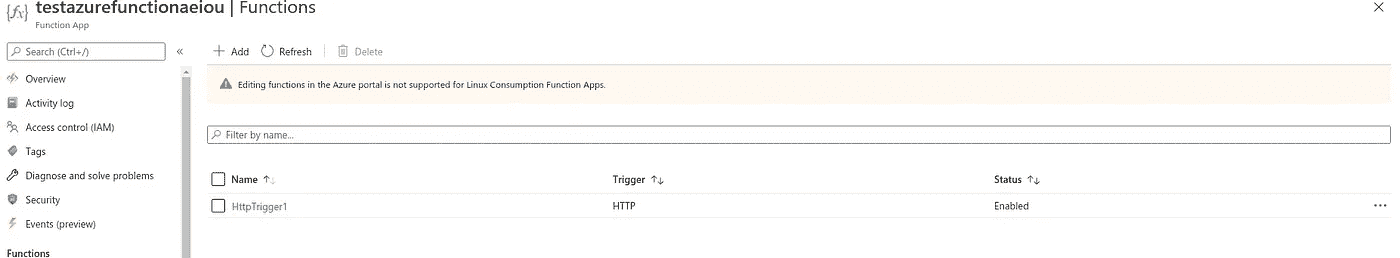 testazurefunctionaeiou | Functions
Function App
Search (Ctrl+/)
«
Overview
Activity log
Access control (IAM)
Tags
Diagnose and solve problems
Security
Events (preview)
Functions
Add Refresh Delete
Editing functions in the Azure portal is not supported for Linux Consumption Function Apps.
Filter by name...
Name Trigger Status
HttpTrigger1 HTTP Enabled